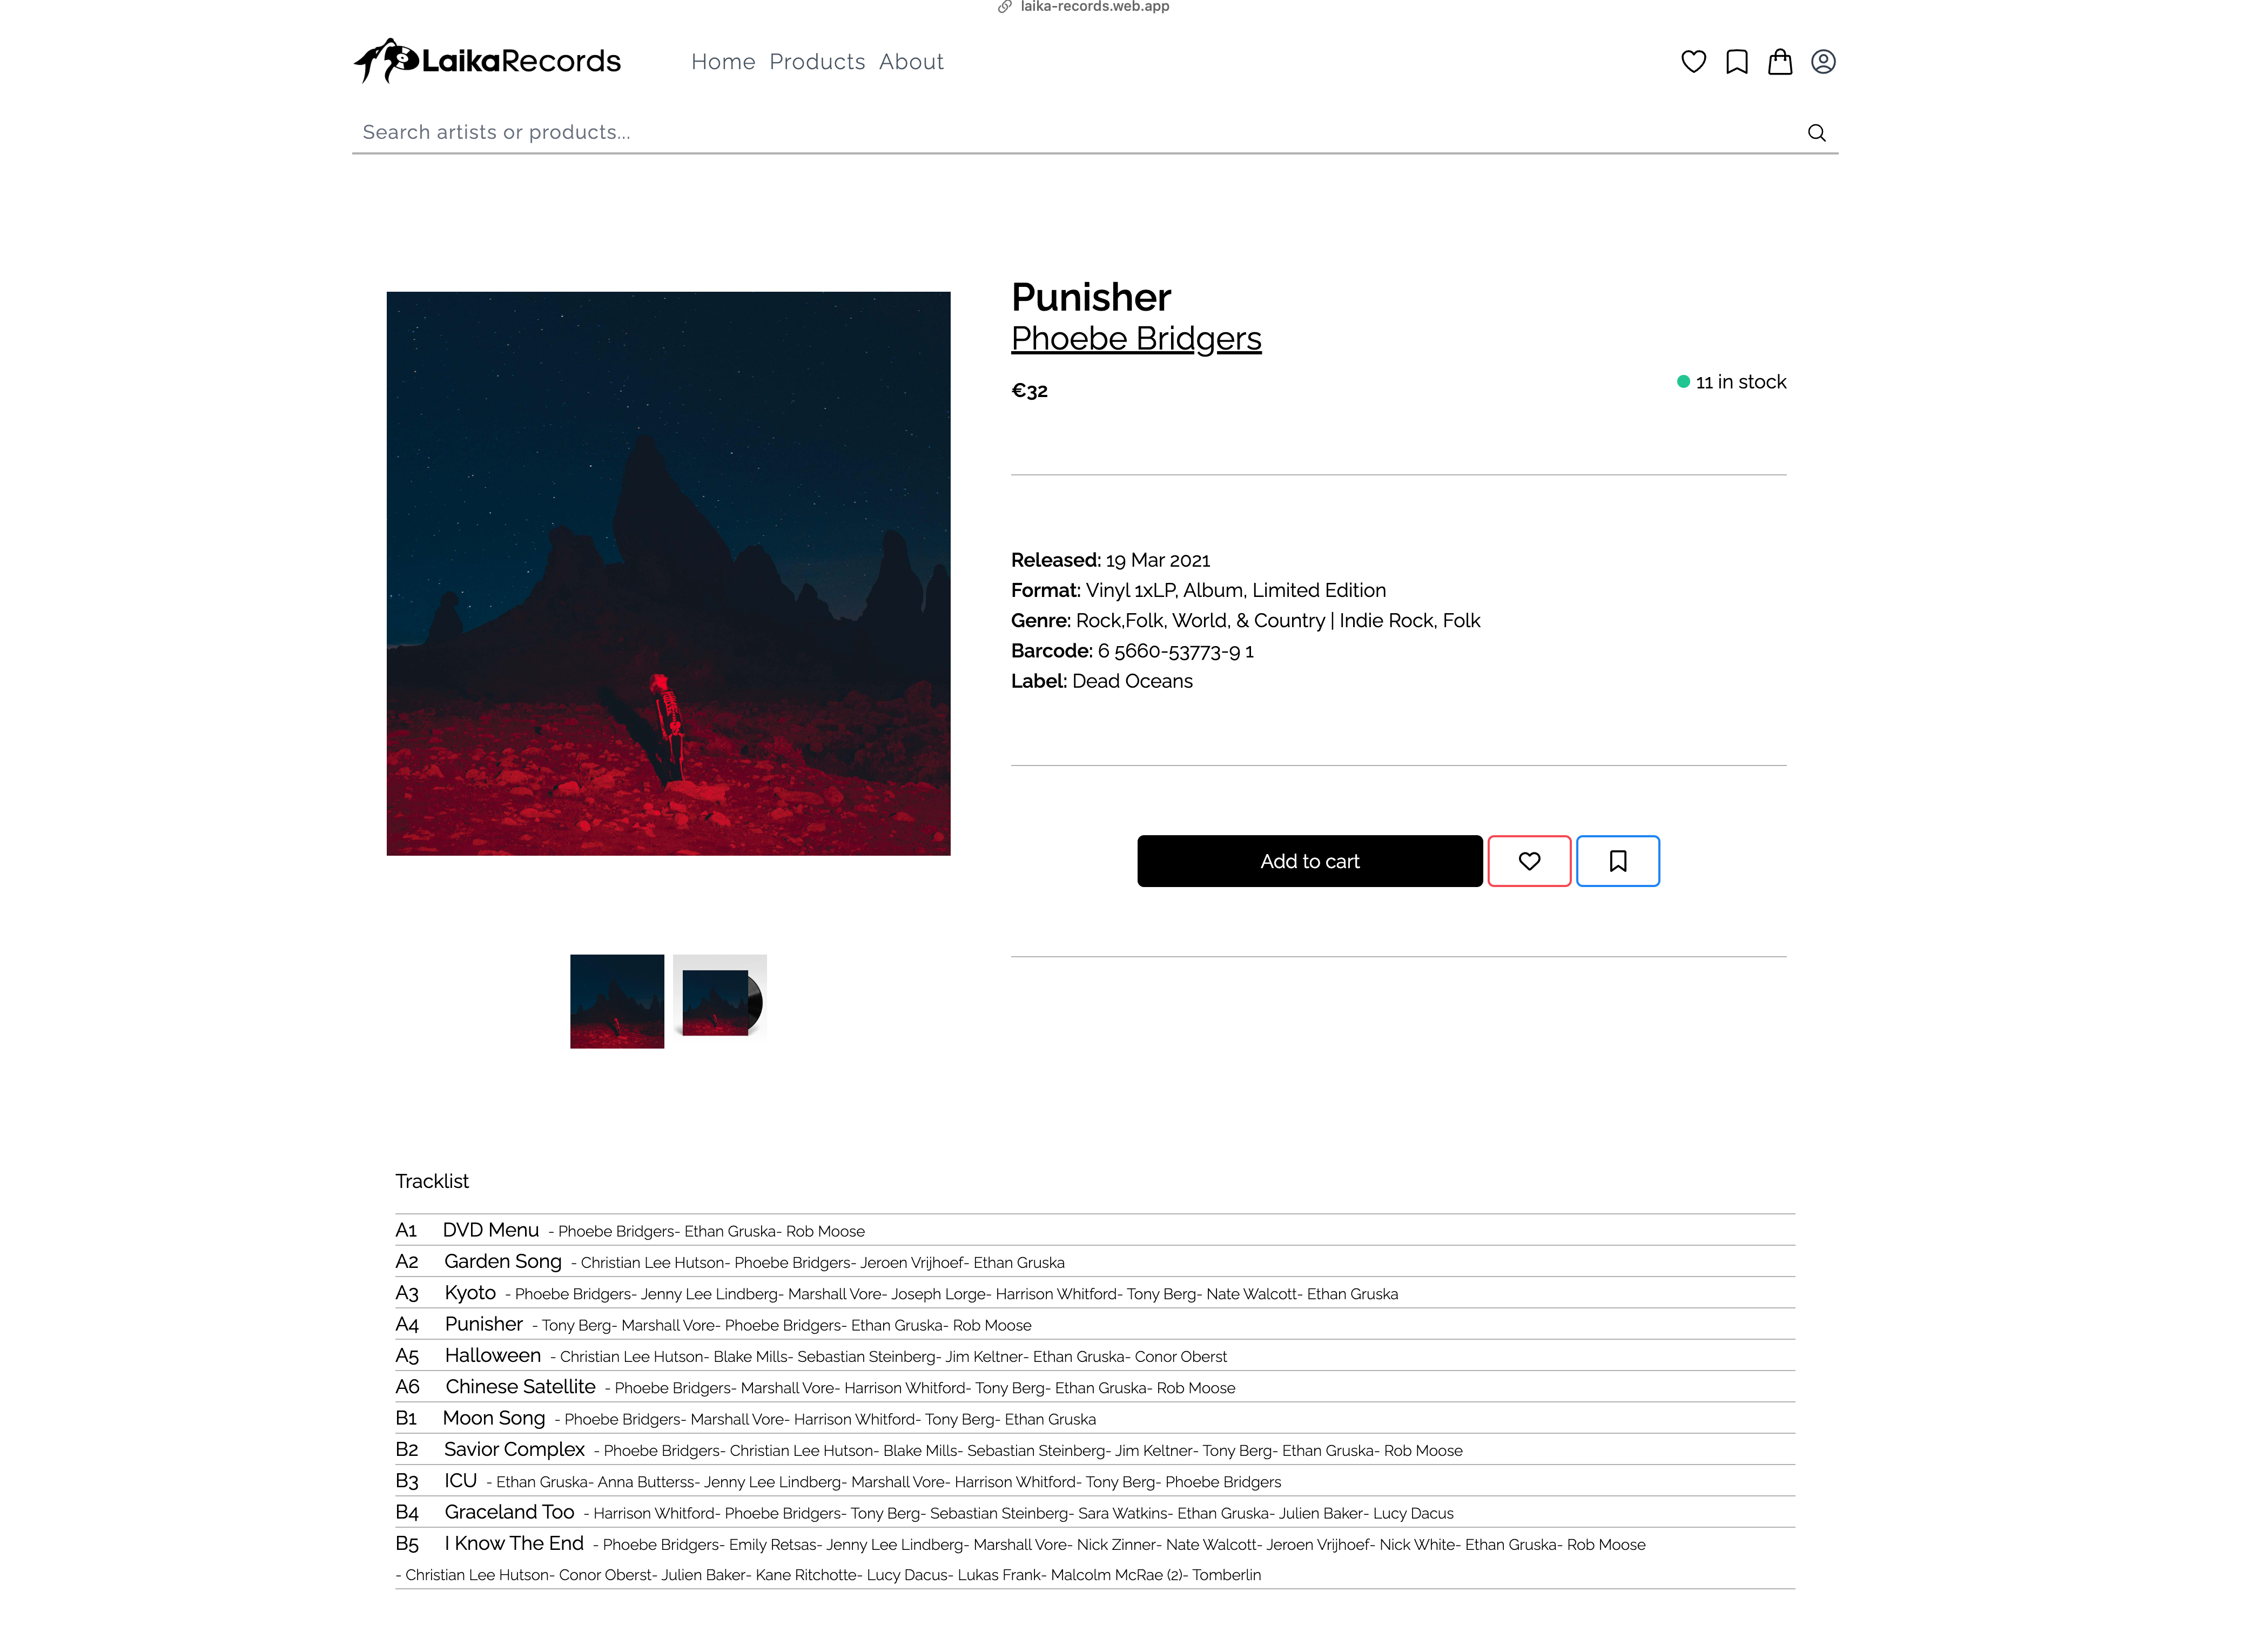 laika-records.web.app
LaikaRecords
Home Products About
Search artists or products...
Punisher
Phoebe Bridgers
€32
11 in stock
Released: 19 Mar 2021
Format: Vinyl 1xLP, Album, Limited Edition
Genre: Rock,Folk, World, & Country | Indie Rock, Folk
Barcode: 6 5660-53773-9 1
Label: Dead Oceans
Add to cart
Tracklist
A1 DVD Menu - Phoebe Bridgers- Ethan Gruska- Rob Moose
A2 Garden Song - Christian Lee Hutson- Phoebe Bridgers- Jeroen Vrijhoef- Ethan Gruska
A3 Kyoto - Phoebe Bridgers- Jenny Lee Lindberg- Marshall Vore- Joseph Lorge- Harrison Whitford- Tony Berg- Nate Walcott- Ethan Gruska
A4 Punisher - Tony Berg- Marshall Vore- Phoebe Bridgers- Ethan Gruska- Rob Moose
A5 Halloween - Christian Lee Hutson- Blake Mills- Sebastian Steinberg- Jim Keltner- Ethan Gruska- Conor Oberst
A6 Chinese Satellite - Phoebe Bridgers- Marshall Vore- Harrison Whitford- Tony Berg- Ethan Gruska- Rob Moose
B1 Moon Song - Phoebe Bridgers- Marshall Vore- Harrison Whitford- Tony Berg- Ethan Gruska
B2 Savior Complex - Phoebe Bridgers- Christian Lee Hutson- Blake Mills- Sebastian Steinberg- Jim Keltner- Tony Berg- Ethan Gruska- Rob Moose
B3 ICU - Ethan Gruska- Anna Butterss- Jenny Lee Lindberg- Marshall Vore- Harrison Whitford- Tony Berg- Phoebe Bridgers
B4 Graceland Too - Harrison Whitford- Phoebe Bridgers- Tony Berg- Sebastian Steinberg- Sara Watkins- Ethan Gruska- Julien Baker- Lucy Dacus
B5 I Know The End - Phoebe Bridgers- Emily Retsas- Jenny Lee Lindberg- Marshall Vore- Nick Zinner- Nate Walcott- Jeroen Vrijhoef- Nick White- Ethan Gruska- Rob Moose
- Christian Lee Hutson- Conor Oberst- Julien Baker- Kane Ritchotte- Lucy Dacus- Lukas Frank- Malcolm McRae (2)- Tomberlin